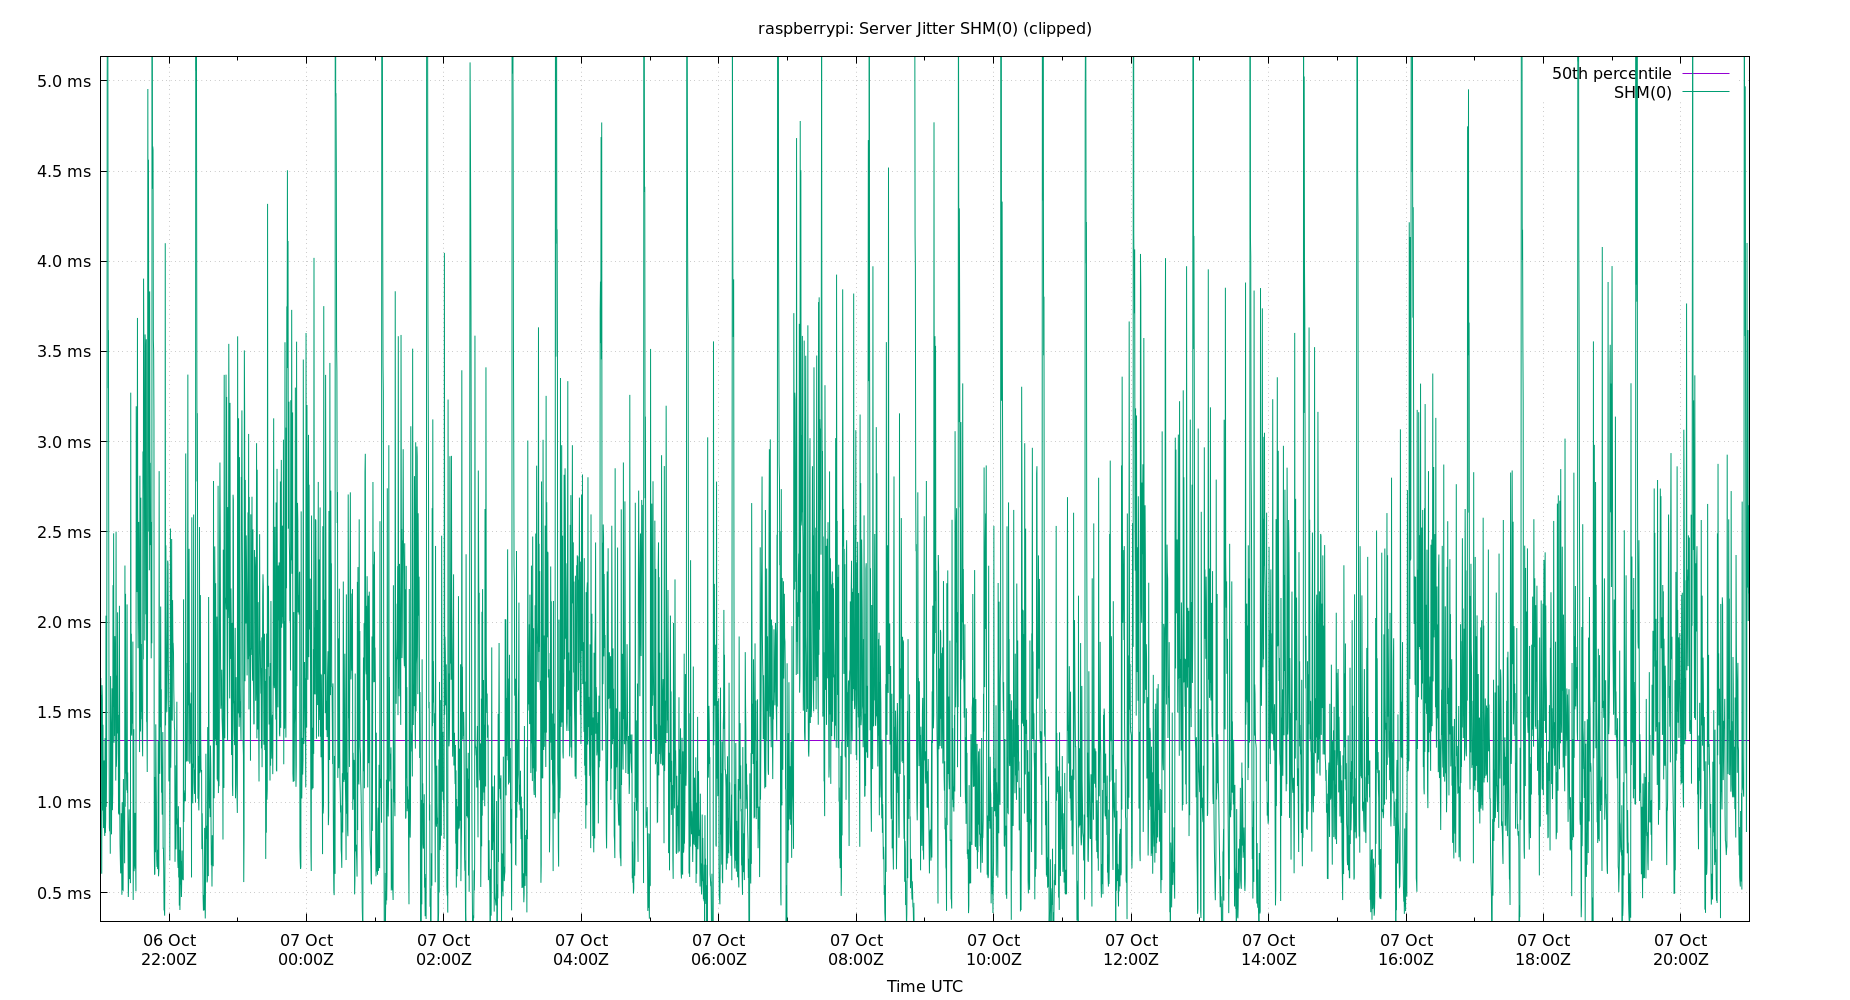 raspberrypi: Server Jitter SHM(0) (clipped)
50th percentile
SHM(0)
5.0 ms
4.5 ms
4.0 ms
3.5 ms
3.0 ms
2.5 ms
2.0 ms
1.5 ms
1.0 ms
0.5 ms
06 Oct 07 Oct 07 Oct 07 Oct 07 Oct 07 Oct 07 Oct 07 Oct 07 Oct 07 Oct 07 Oct 07 Oct
22:00Z 00:00Z 02:00Z 04:00Z 06:00Z 08:00Z 10:00Z 12:00Z 14:00Z 16:00Z 18:00Z 20:00Z
Time UTC